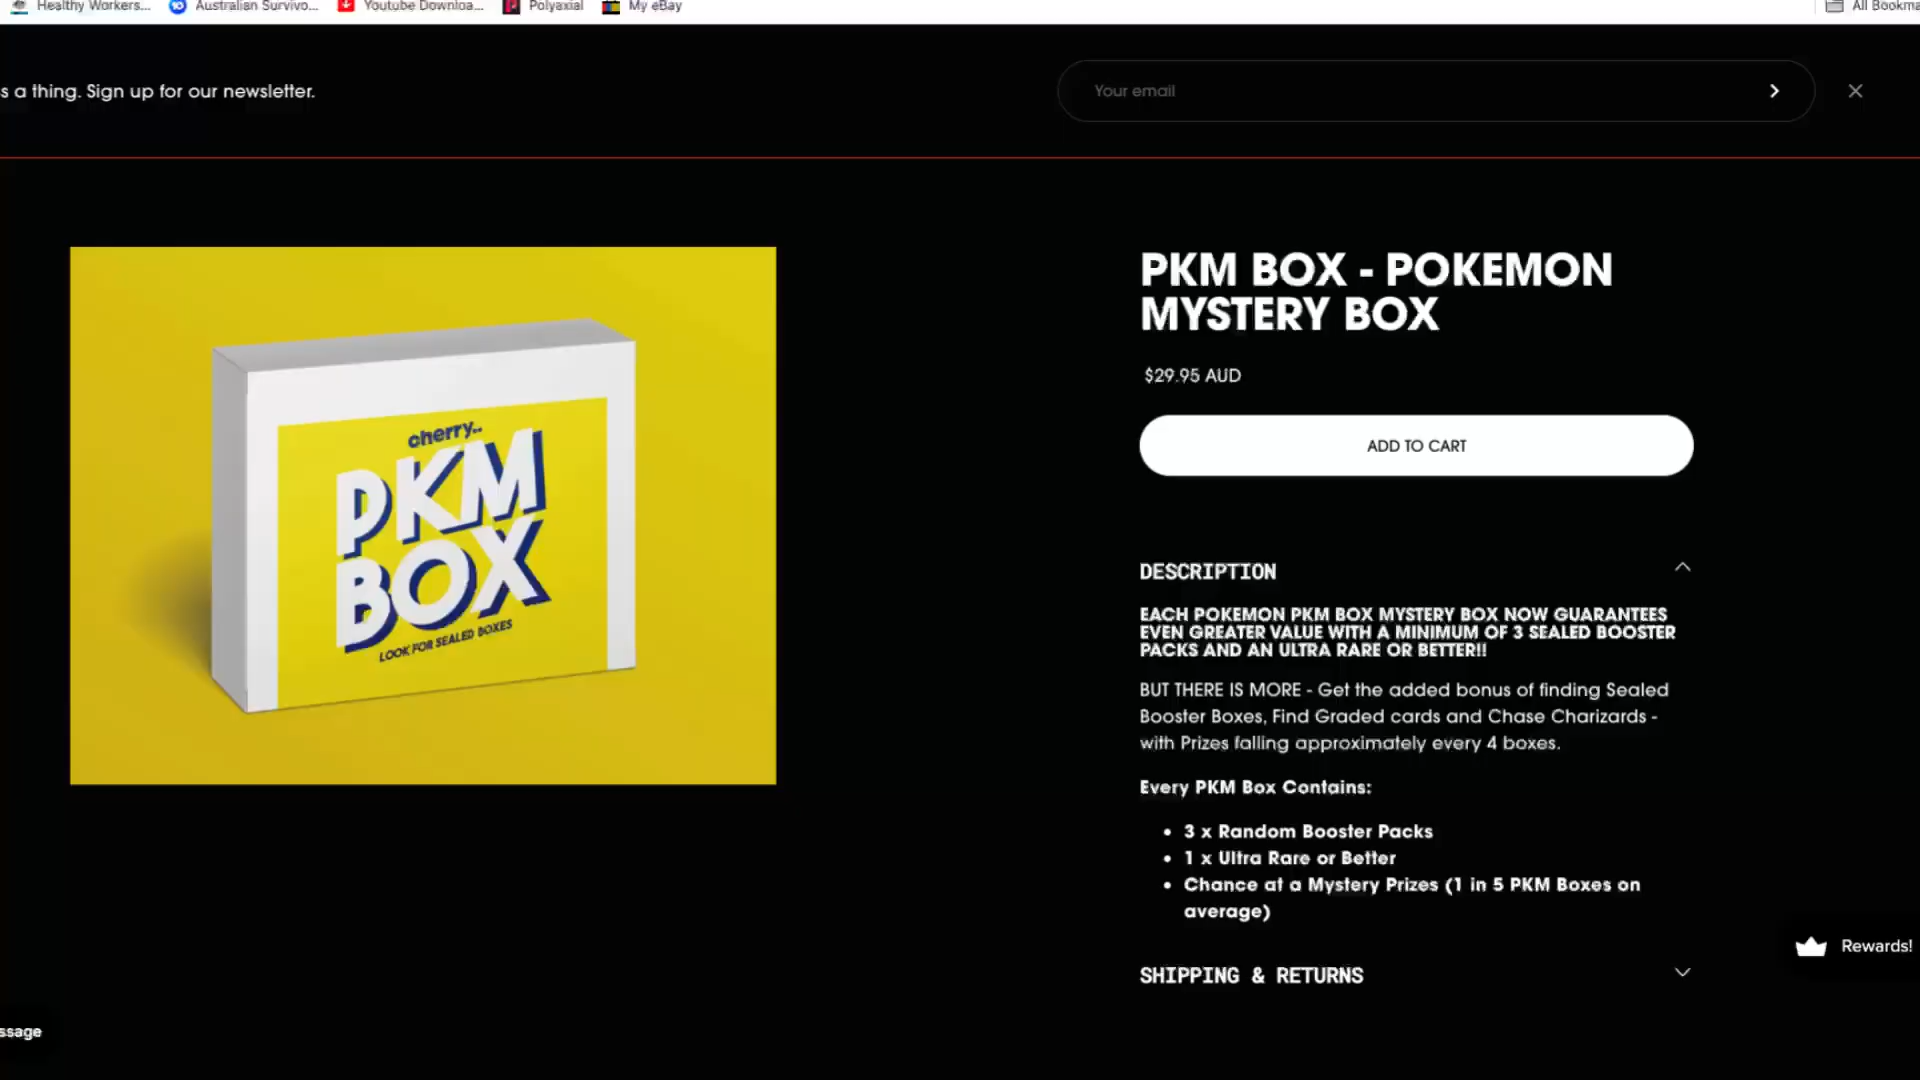 Healthy Workers...
Australian Survivo...
Youtube Downloa...
Polyaxial
My eBay
All Bookma
s a thing. Sign up for our newsletter.
Your email
cherry..
PKM
BOX
LOOK FOR SEALED BOXES
PKM BOX - POKEMON
MYSTERY BOX
$29.95 AUD
ADD TO CART
DESCRIPTION
EACH POKEMON PKM BOX MYSTERY BOX NOW GUARANTEES
EVEN GREATER VALUE WITH A MINIMUM OF 3 SEALED BOOSTER
PACKS AND AN ULTRA RARE OR BETTER!!
BUT THERE IS MORE - Get the added bonus of finding Sealed
Booster Boxes, Find Graded cards and Chase Charizards -
with Prizes falling approximately every 4 boxes.
Every PKM Box Contains:
• 3 x Random Booster Packs
• 1 x Ultra Rare or Better
• Chance at a Mystery Prizes (1 in 5 PKM Boxes on
average)
Rewards!
SHIPPING & RETURNS
ssage